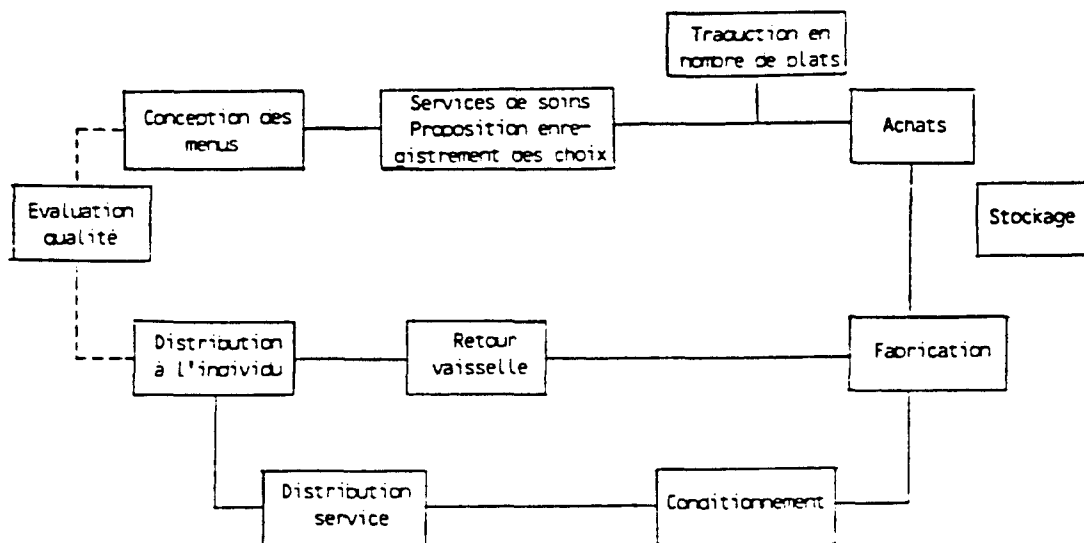 Traduction en
nombre de plats
Conception des
menus
Services de soins
Proposition enre-
gistrement des choix
Achats
Evaluation
qualité
Stockage
Distribution
à l'individu
Retour
vaisselle
Fabrication
Distribution
service
Conditionnement